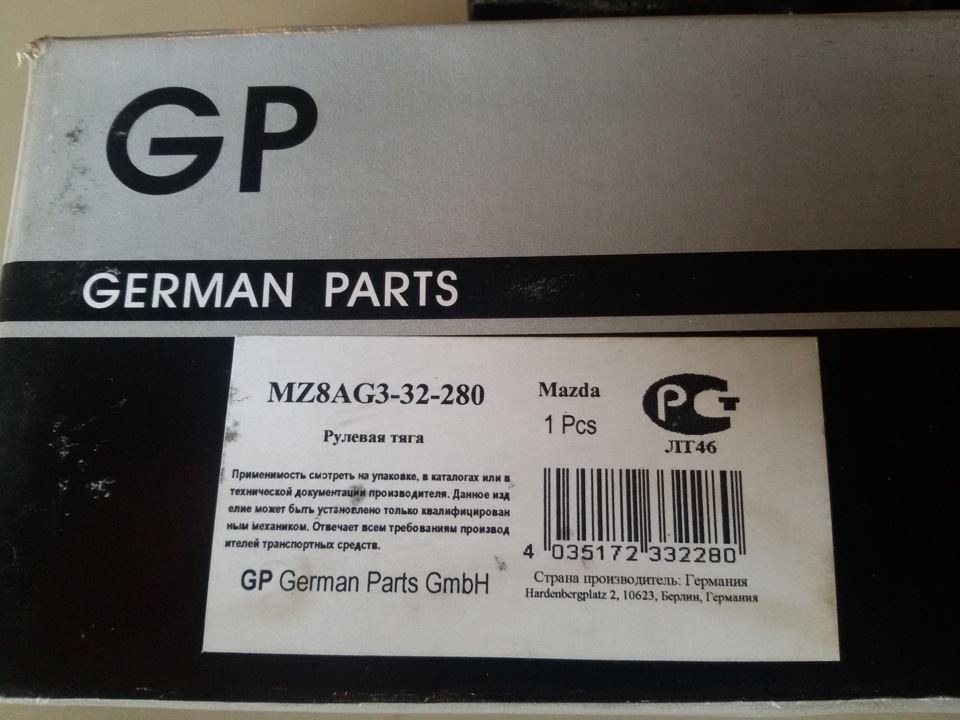 GP
GERMAN PARTS
MZ8AG3-32-280
Mazda
1 Pcs
РСТ
ЛТ46
Рулевая тяга
Применимость смотреть на упаковке, в каталогах или в
технической документации производителя. Данное изд
елие может быть установлено только квалифицирован
ным механиком. Отвечает всем требованиям производ
ителей транспортных средств.
GP German Parts GmbH
4 035172 332280
Страна производитель: Германия
Hardenbergplatz 2, 10623, Берлин, Германия